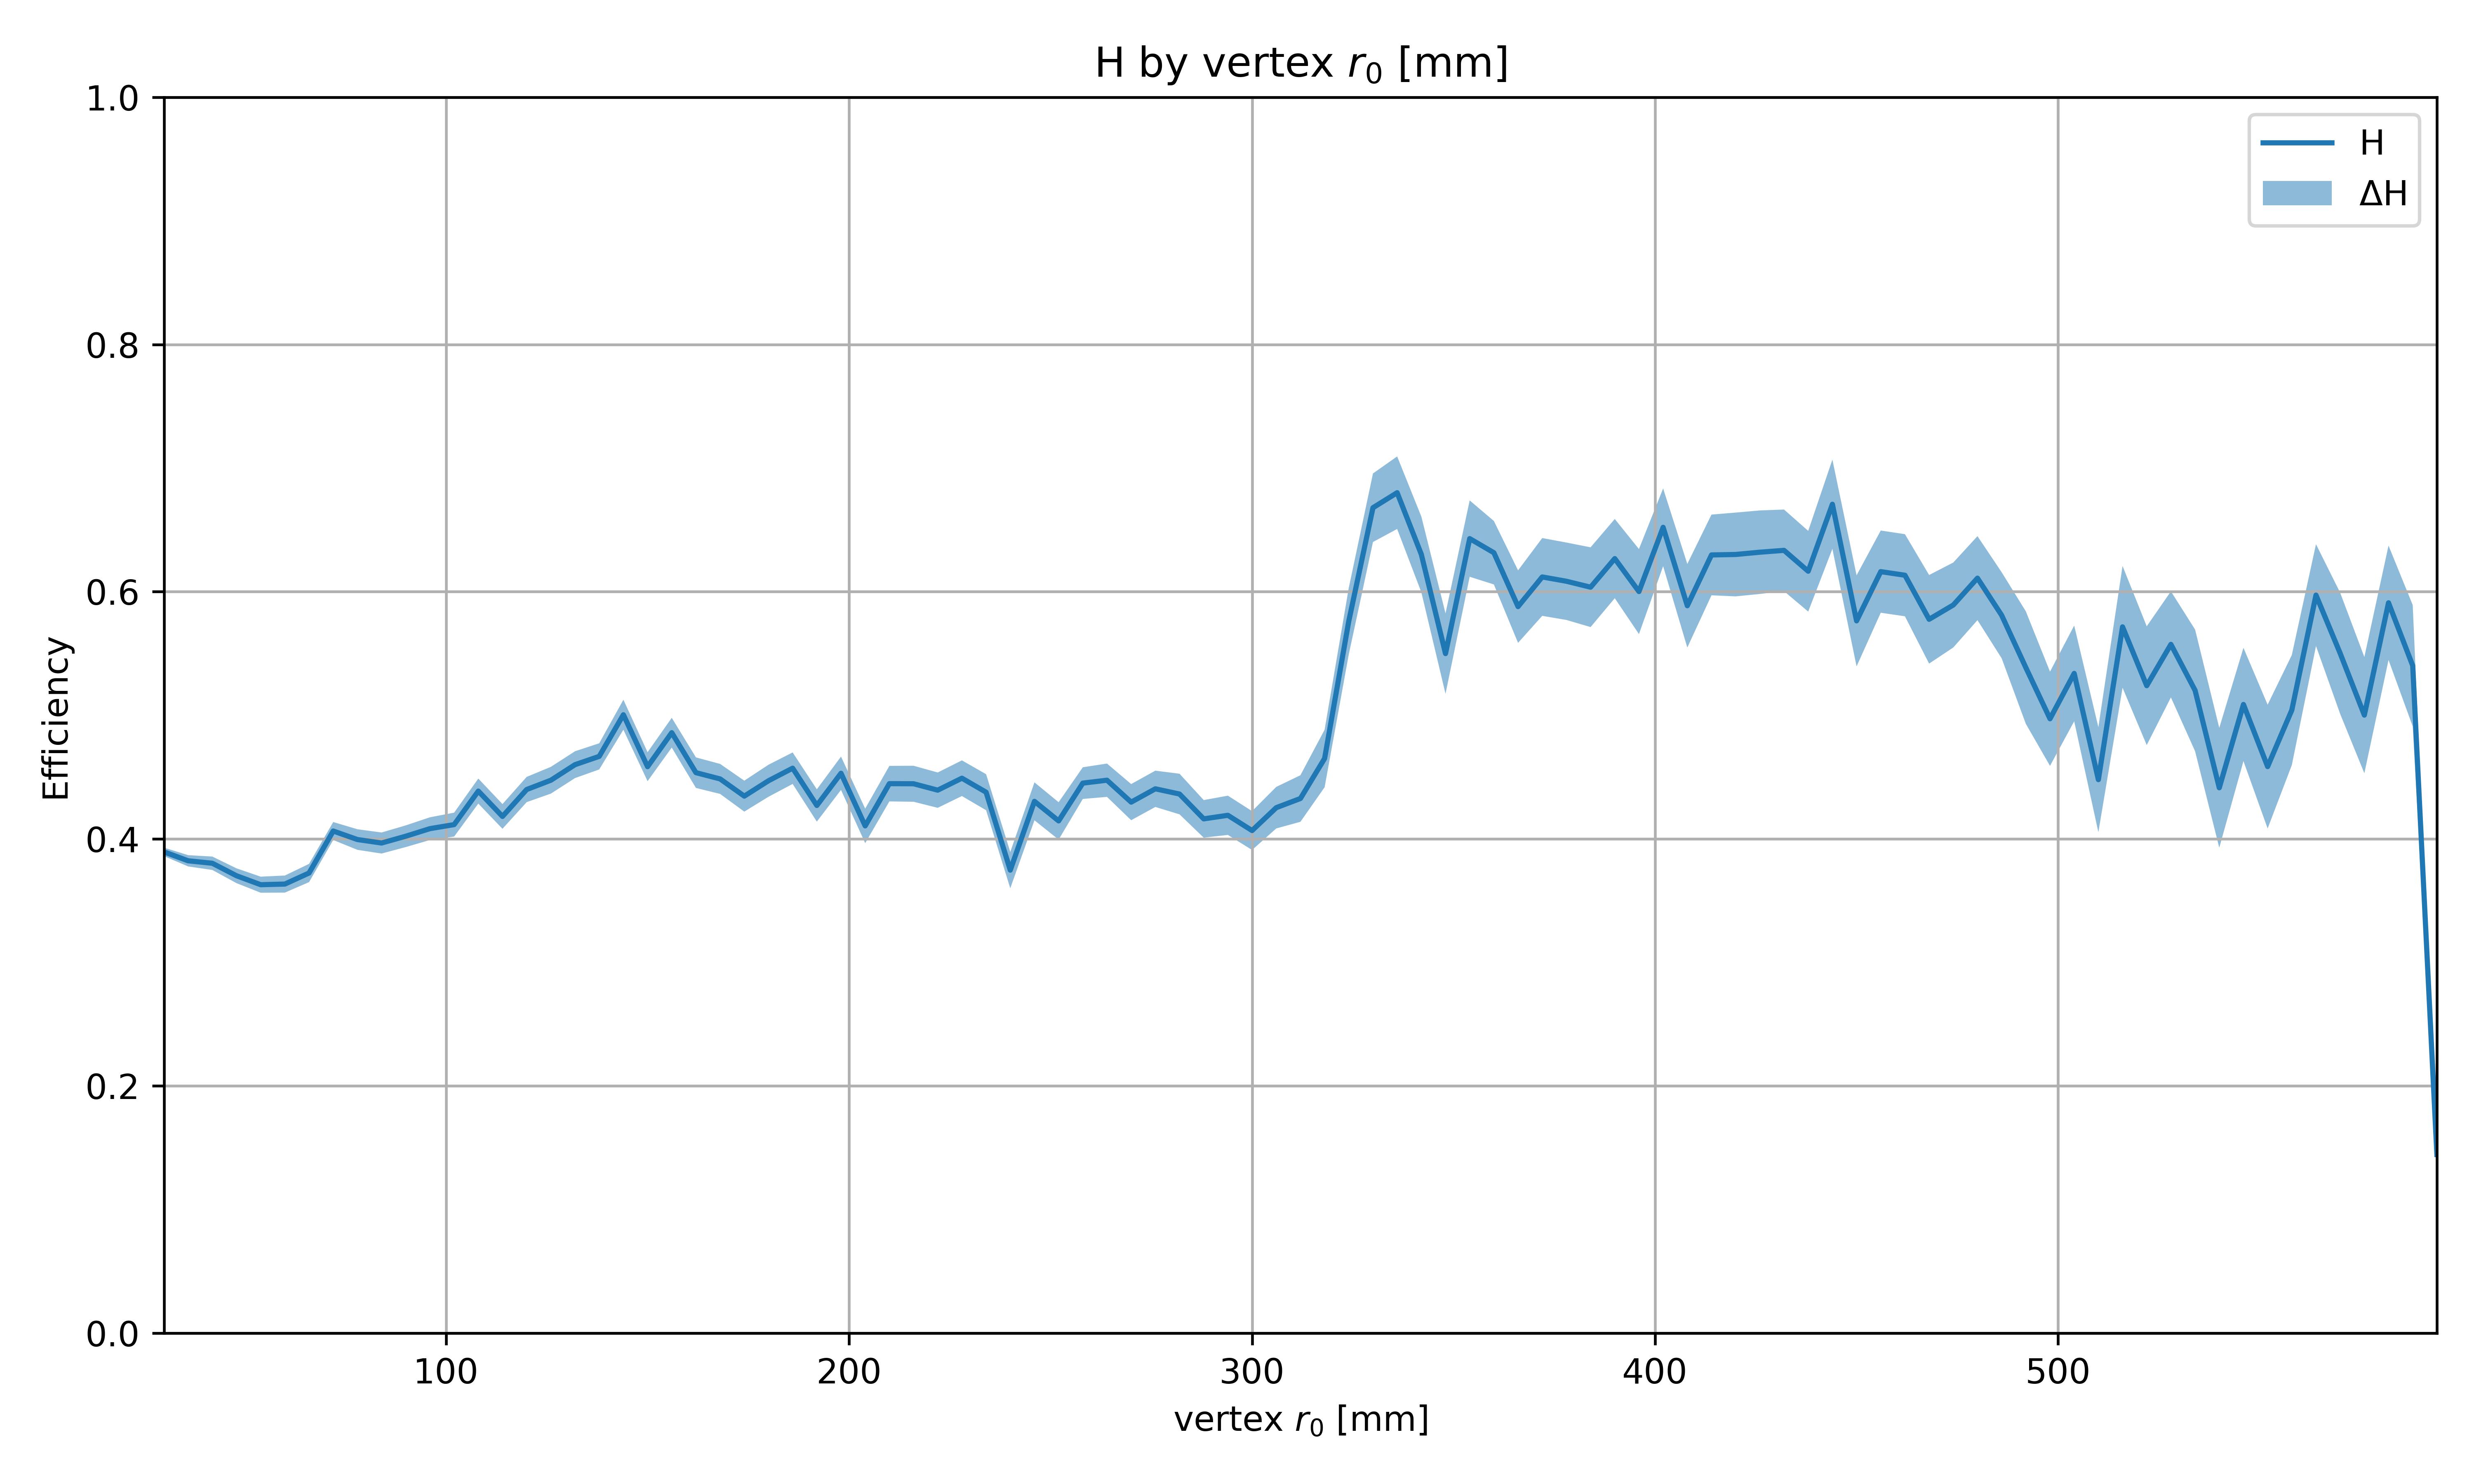 H by vertex r₀ [mm]
1.0
0.8
0.6
0.4
0.2
0.0
Efficiency
H
ΔH
100
200
300
400
500
vertex r₀ [mm]